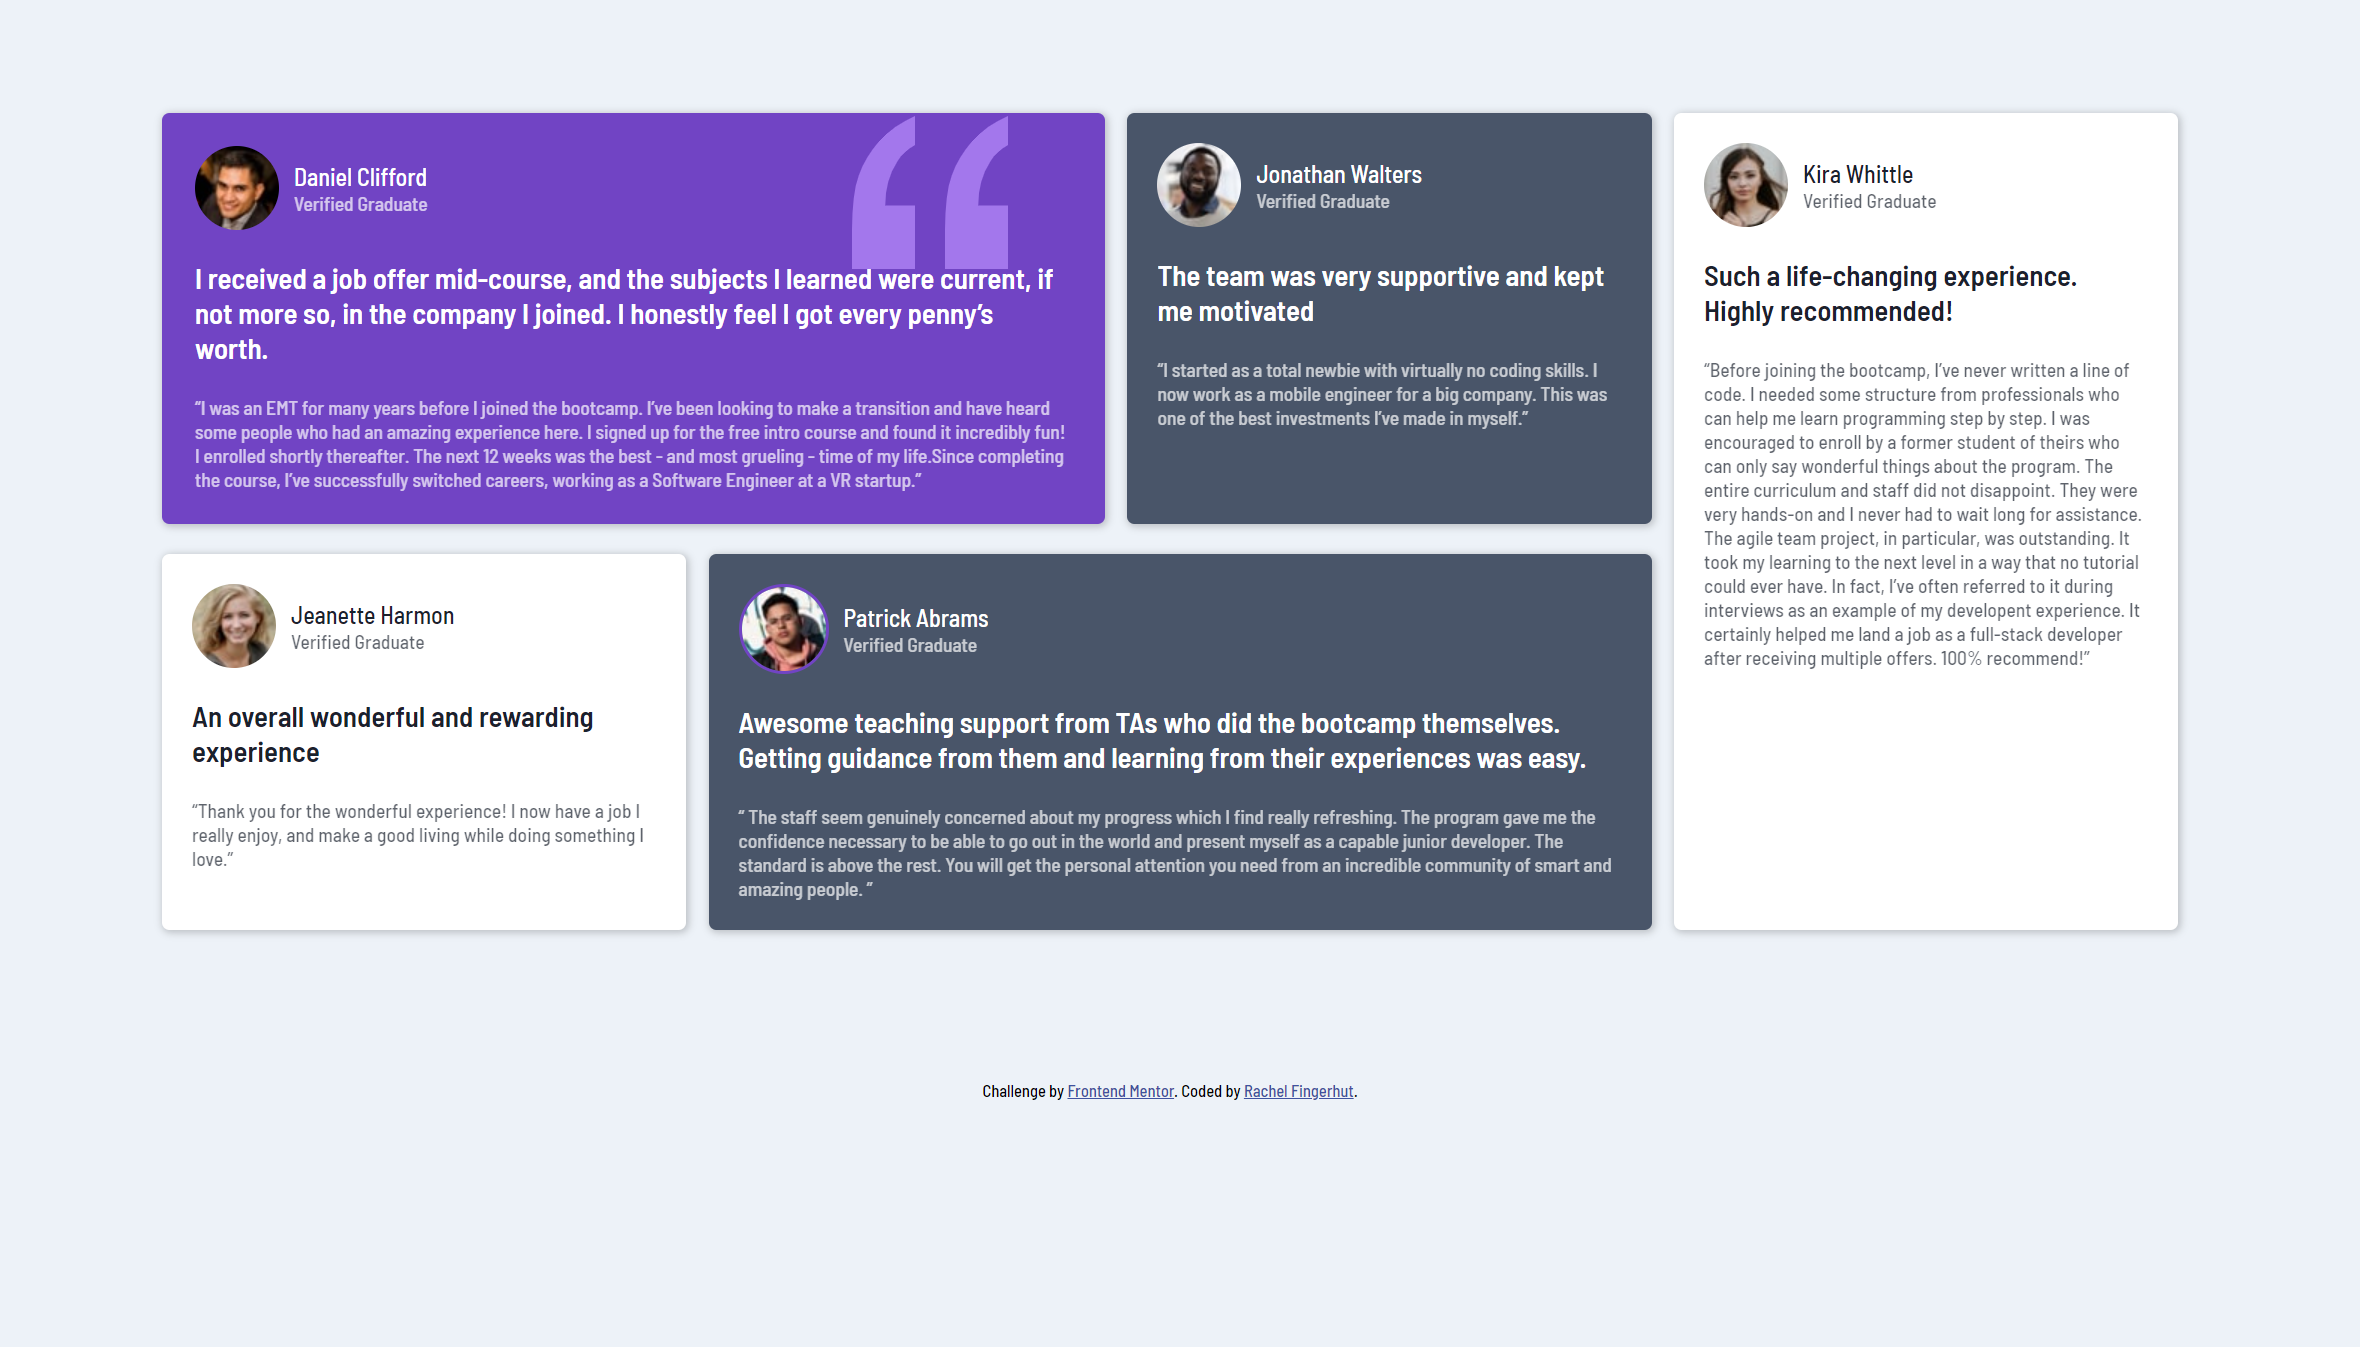 Daniel Clifford
Verified Graduate
I received a job offer mid-course, and the subjects I learned were current, if
not more so, in the company I joined. I honestly feel I got every penny’s
worth.
“I was an EMT for many years before I joined the bootcamp. I’ve been looking to make a transition and have heard
some people who had an amazing experience here. I signed up for the free intro course and found it incredibly fun!
I enrolled shortly thereafter. The next 12 weeks was the best - and most grueling - time of my life.Since completing
the course, I’ve successfully switched careers, working as a Software Engineer at a VR startup.”
Jonathan Walters
Verified Graduate
The team was very supportive and kept
me motivated
“I started as a total newbie with virtually no coding skills. I
now work as a mobile engineer for a big company. This was
one of the best investments I’ve made in myself.”
Kira Whittle
Verified Graduate
Such a life-changing experience.
Highly recommended!
“Before joining the bootcamp, I’ve never written a line of
code. I needed some structure from professionals who
can help me learn programming step by step. I was
encouraged to enroll by a former student of theirs who
can only say wonderful things about the program. The
entire curriculum and staff did not disappoint. They were
very hands-on and I never had to wait long for assistance.
The agile team project, in particular, was outstanding. It
took my learning to the next level in a way that no tutorial
could ever have. In fact, I’ve often referred to it during
interviews as an example of my developent experience. It
certainly helped me land a job as a full-stack developer
after receiving multiple offers. 100% recommend!”
Jeanette Harmon
Verified Graduate
An overall wonderful and rewarding
experience
“Thank you for the wonderful experience! I now have a job I
really enjoy, and make a good living while doing something I
love.”
Patrick Abrams
Verified Graduate
Awesome teaching support from TAs who did the bootcamp themselves.
Getting guidance from them and learning from their experiences was easy.
“ The staff seem genuinely concerned about my progress which I find really refreshing. The program gave me the
confidence necessary to be able to go out in the world and present myself as a capable junior developer. The
standard is above the rest. You will get the personal attention you need from an incredible community of smart and
amazing people. ”
Challenge by Frontend Mentor. Coded by Rachel Fingerhut.